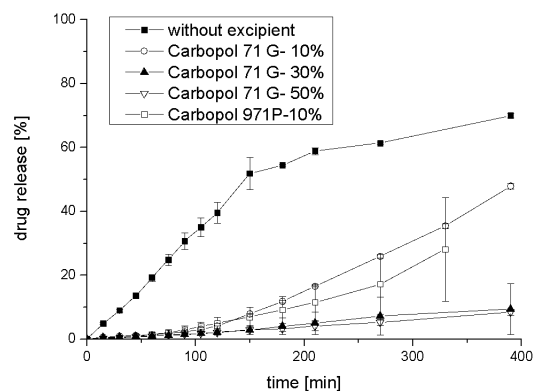 100
80
60
40
20
0
drug release [%]
without excipient
Carbopol 71 G- 10%
Carbopol 71 G- 30%
Carbopol 71 G- 50%
Carbopol 971P-10%
0
100
200
300
400
time [min]